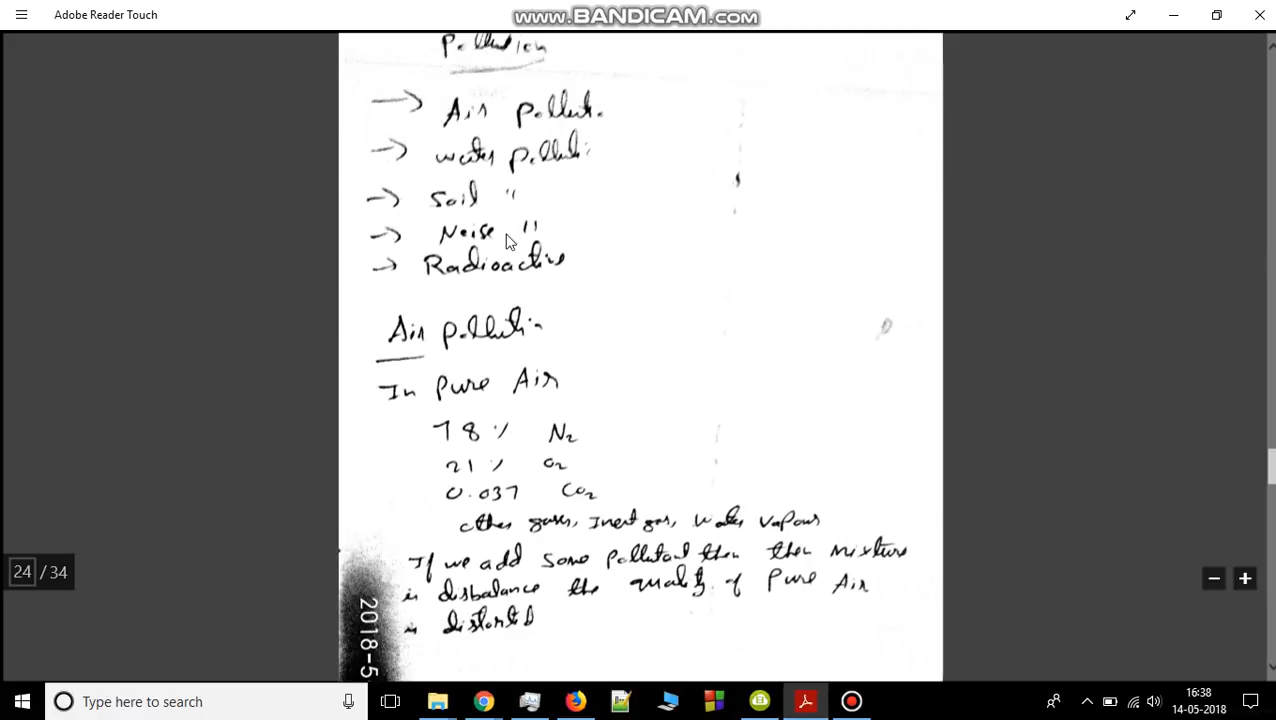 Adobe Reader Touch
www.BANDICAM.com
Pollution
→ Air Pollut.
→ water Polluti
→ Soil "
→ Noise "
→ Radioactive
Air Pollution
In Pure Air
78% N2
21% O2
0.037 CO2
other gases, Inert gas, Water Vapour
If we add some Pollutant then then mixture
is disbalance the quality of Pure Air
is distorted
24 / 34
2018-5
Type here to search
16:38
14-05-2018